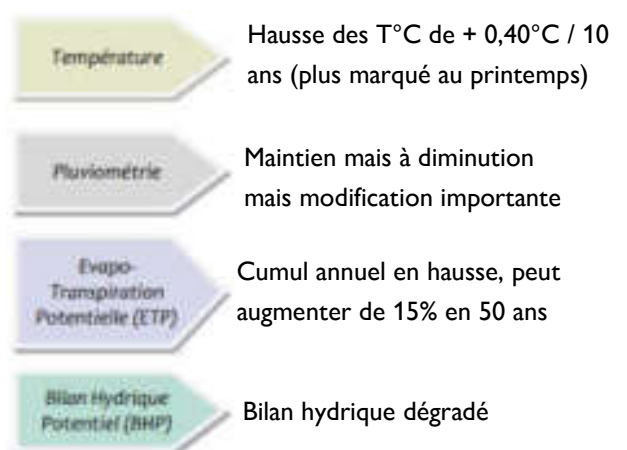 Température
Hausse des T°C de + 0,40°C / 10
ans (plus marqué au printemps)
Pluviométrie
Maintien mais à diminution
mais modification importante
Evapo-
Transpiration
Potentielle (ETP)
Cumul annuel en hausse, peut
augmenter de 15% en 50 ans
Bilan Hydrique
Potentiel (BHP)
Bilan hydrique dégradé